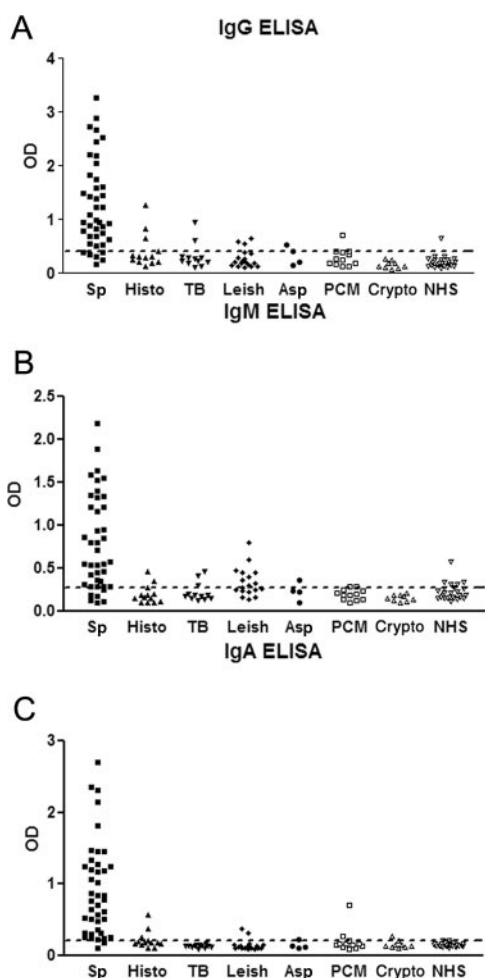 A
IgG ELISA
4
3
2
1
0
OD
Sp Histo TB Leish Asp PCM Crypto NHS
IgM ELISA
B
2.5
2.0
1.5
1.0
0.5
0.0
OD
Sp Histo TB Leish Asp PCM Crypto NHS
IgA ELISA
C
3
2
1
0
OD
Sp Histo TB Leish Asp PCM Crypto NHS